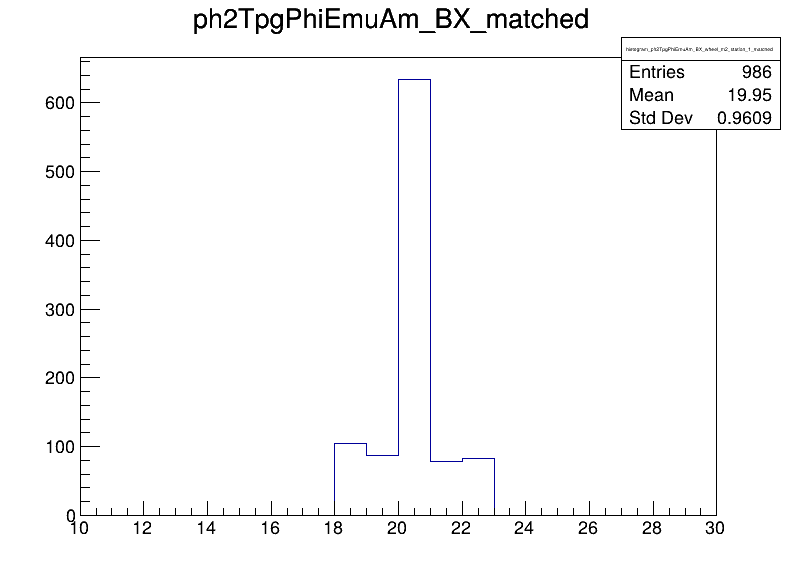 ph2TpgPhiEmuAm_BX_matched
histogram_ph2TpgPhiEmuAm_BX_wheel_m2_station_1_matched
Entries 986
Mean 19.95
Std Dev 0.9609
600
500
400
300
200
100
0
10 12 14 16 18 20 22 24 26 28 30